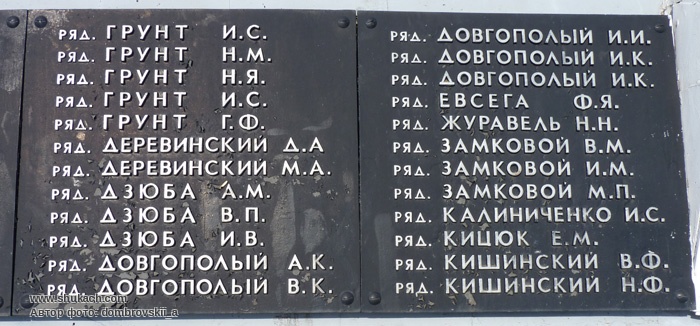 РЯД. ГРУНТ И.С.
РЯД. ГРУНТ Н.М.
РЯД. ГРУНТ Н.Я.
РЯД. ГРУНТ И.С.
РЯД. ГРУНТ Г.Ф.
РЯД. ДЕРЕВИНСКИЙ Д.А
РЯД. ДЕРЕВИНСКИЙ М.А.
РЯД. ДЗЮБА А.М.
РЯД. ДЗЮБА В.П.
РЯД. ДЗЮБА И.В.
РЯД. ДОВГОПОЛЫЙ А.К.
РЯД. ДОВГОПОЛЫЙ В.К.
РЯД. ДОВГОПОЛЫЙ И.И.
РЯД. ДОВГОПОЛЫЙ И.К.
РЯД. ДОВГОПОЛЫЙ И.К.
РЯД. ЕВСЕГА Ф.Я.
РЯД. ЖУРАВЕЛЬ Н.Н.
РЯД. ЗАМКОВОЙ В.М.
РЯД. ЗАМКОВОЙ И.М.
РЯД. ЗАМКОВОЙ М.П.
РЯД. КАЛИНИЧЕНКО И.С.
РЯД. КИЦЮК Е.М.
РЯД. КИШИНСКИЙ В.Ф.
РЯД. КИШИНСКИЙ Н.Ф.
www.shukach.com
Автор фото: dombrovskii_a